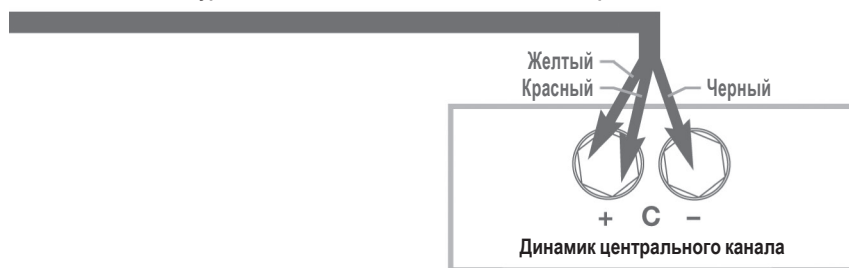 Желтый
Красный
Черный
+ C –
Динамик центрального канала